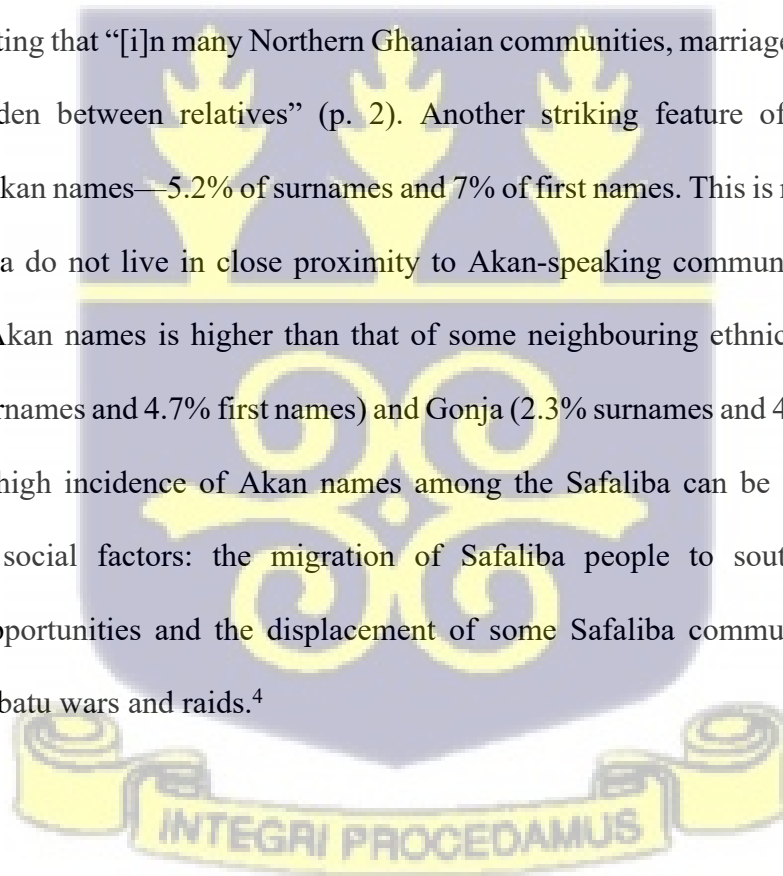 ting that “[i]n many Northern Ghanaian communities, marriage
den between relatives” (p. 2). Another striking feature of
kan names—5.2% of surnames and 7% of first names. This is
a do not live in close proximity to Akan-speaking commun
Akan names is higher than that of some neighbouring ethnic
rnames and 4.7% first names) and Gonja (2.3% surnames and 4
high incidence of Akan names among the Safaliba can be
social factors: the migration of Safaliba people to sout
pportunities and the displacement of some Safaliba commu
batu wars and raids.4
INTEGRI PROCEDAMUS